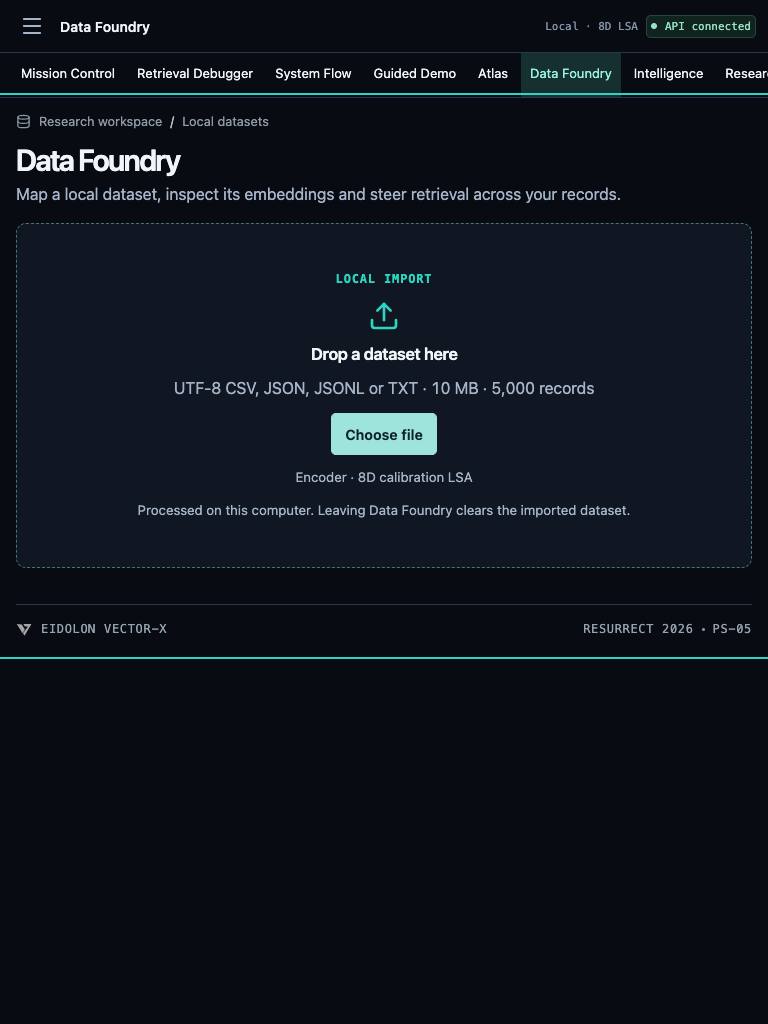 Data Foundry
Local · 8D LSA
API connected
Mission Control
Retrieval Debugger
System Flow
Guided Demo
Atlas
Data Foundry
Intelligence
Resear
Research workspace / Local datasets
Data Foundry
Map a local dataset, inspect its embeddings and steer retrieval across your records.
LOCAL IMPORT
Drop a dataset here
UTF-8 CSV, JSON, JSONL or TXT · 10 MB · 5,000 records
Choose file
Encoder · 8D calibration LSA
Processed on this computer. Leaving Data Foundry clears the imported dataset.
EIDOLON VECTOR-X
RESURRECT 2026 • PS-05